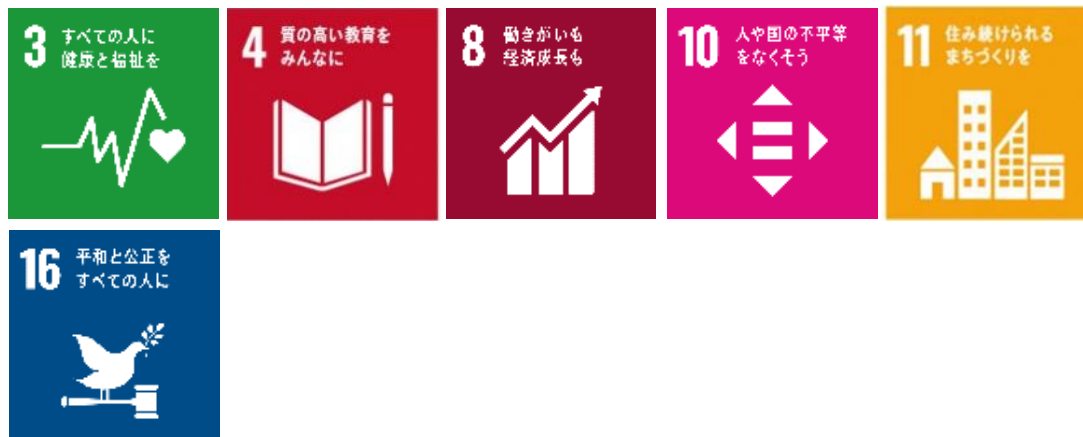 3 すべての人に
健康と福祉を
4 質の高い教育を
みんなに
8 働きがいも
経済成長も
10 人や国の不平等
をなくそう
11 住み続けられる
まちづくりを
16 平和と公正を
すべての人に